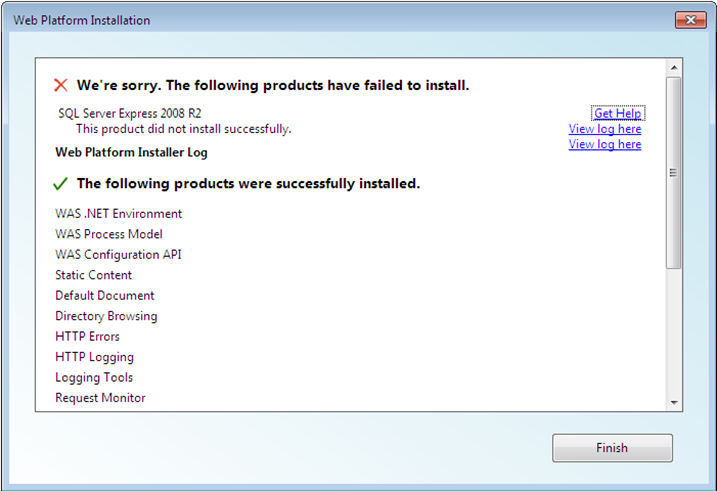 Web Platform Installation
We're sorry. The following products have failed to install.
SQL Server Express 2008 R2
Get Help
This product did not install successfully.
View log here
Web Platform Installer Log
View log here
The following products were successfully installed.
WAS .NET Environment
WAS Process Model
WAS Configuration API
Static Content
Default Document
Directory Browsing
HTTP Errors
HTTP Logging
Logging Tools
Request Monitor
Finish